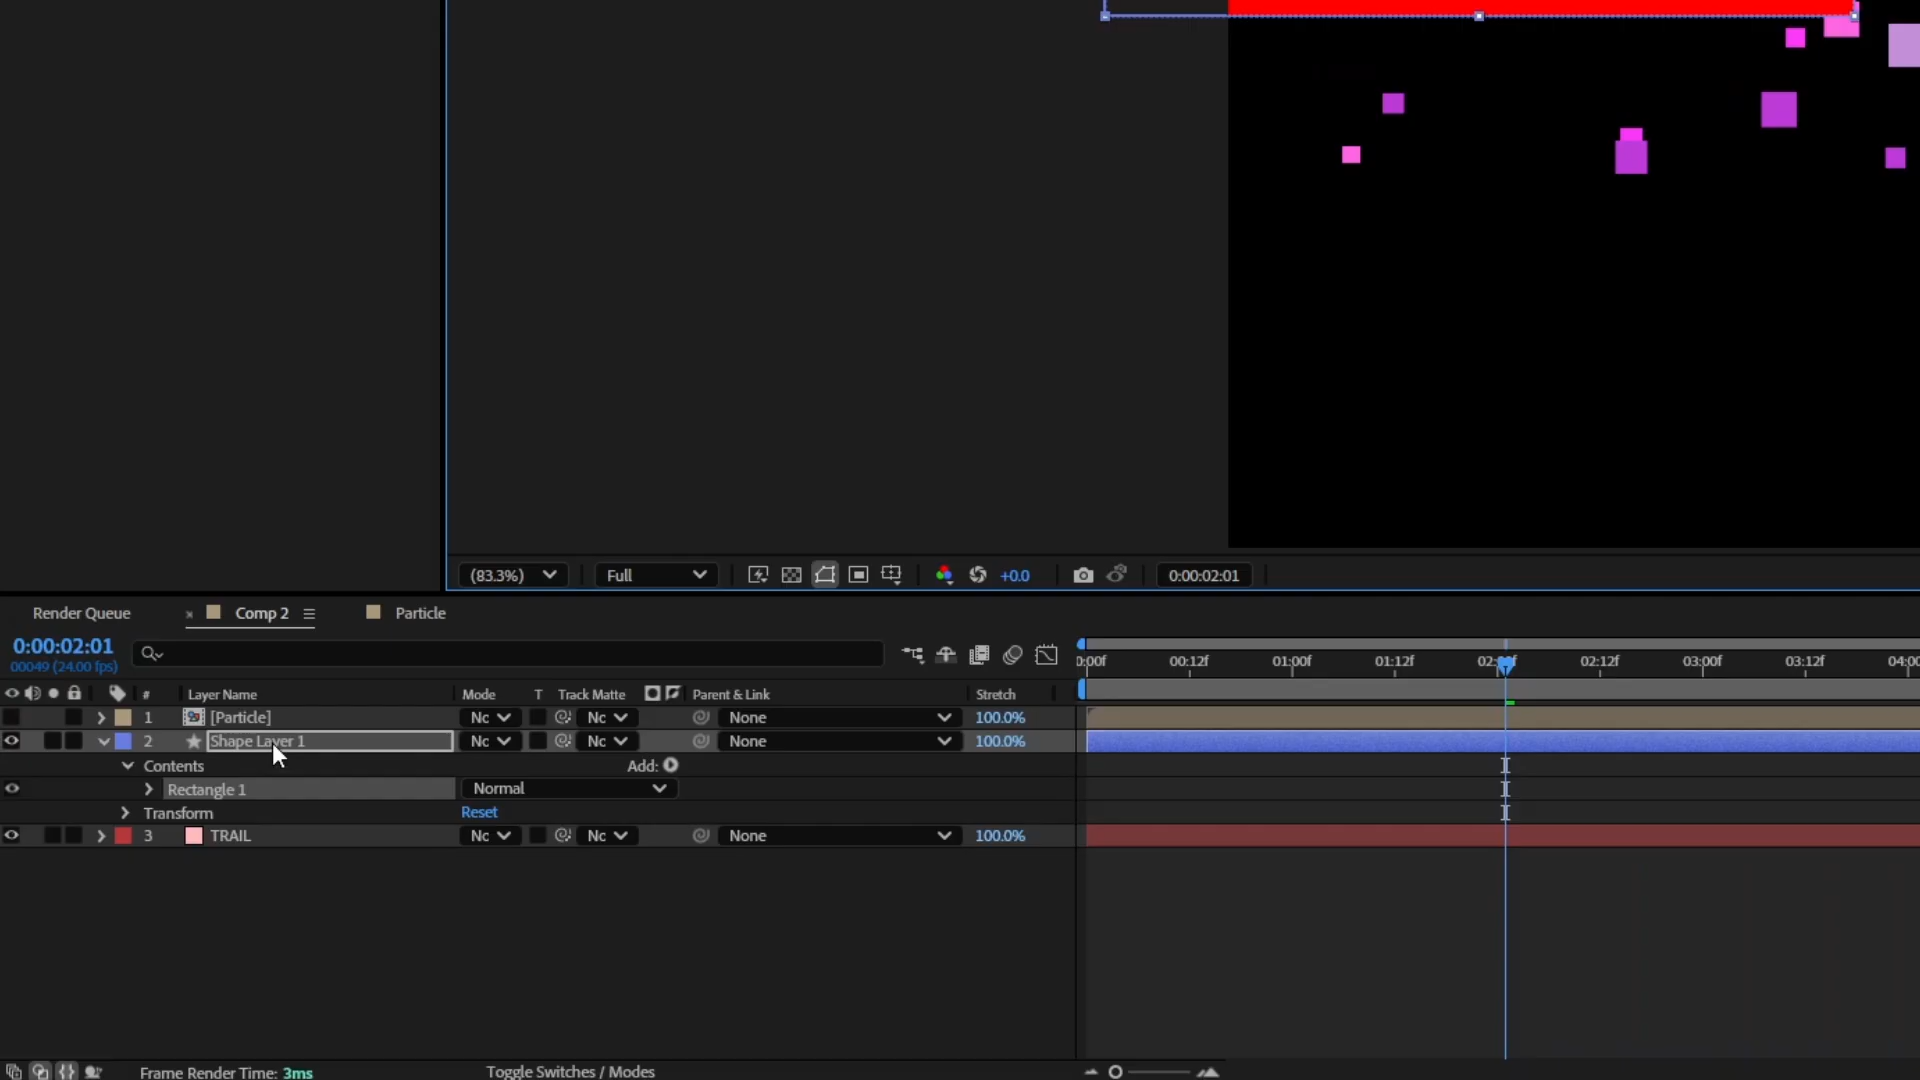 (83.3%) Full +0.0 0:00:02:01
Render Queue × Comp 2 Particle
0:00:02:01
00049 (24.00 fps)
0:00f 00:12f 01:00f 01:12f 03:00f 02:12f 03:12f 04:00
# Layer Name Mode T Track Matte Parent & Link Stretch
1 [Particle] Nc Nc None 100.0%
2 Shape Layer 1 Nc Nc None 100.0%
Contents Add:
Rectangle 1 Normal
Transform Reset
3 TRAIL Nc Nc None 100.0%
Frame Render Time: 3ms Toggle Switches / Modes